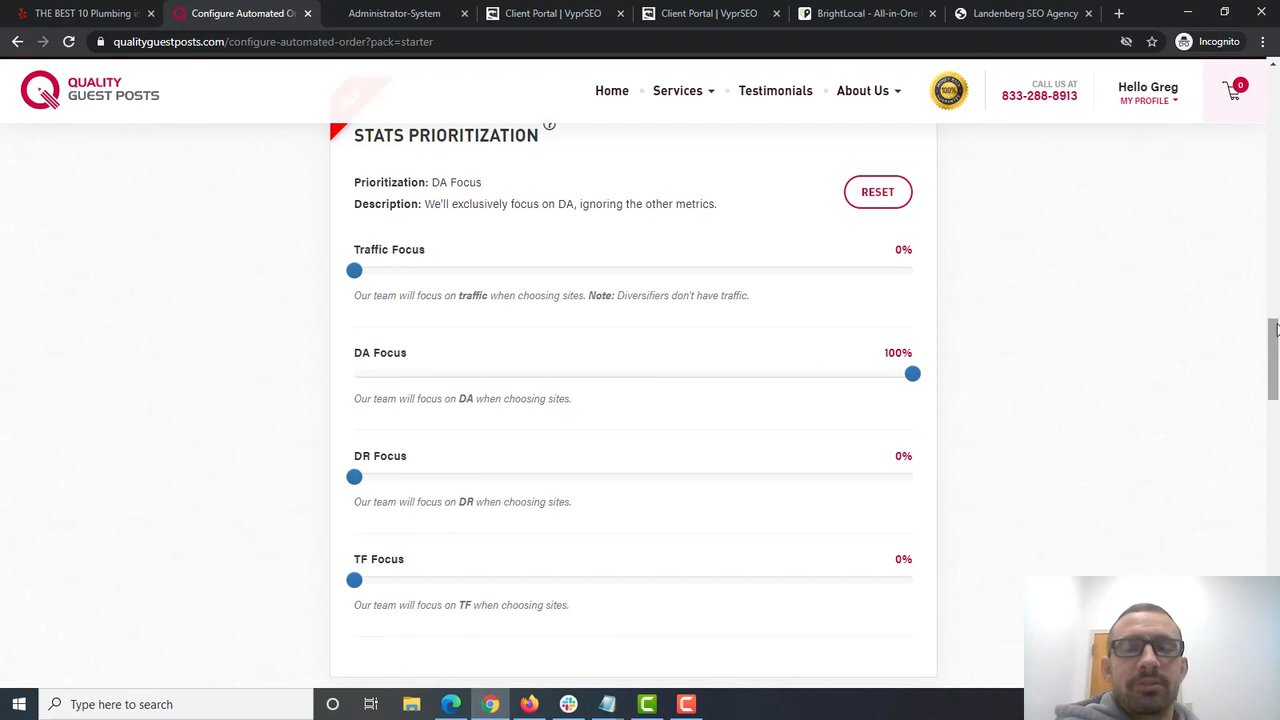 THE BEST 10 Plumbing in
Configure Automated O
Administrator-System
Client Portal | VyprSEO
Client Portal | VyprSEO
BrightLocal - All-in-One
Landenberg SEO Agency
qualityguestposts.com/configure-automated-order?pack=starter
Incognito
QUALITY
GUEST POSTS
Home
Services
Testimonials
About Us
100%
CALL US AT
833-288-8913
Hello Greg
MY PROFILE
0
STATS PRIORITIZATION
Prioritization: DA Focus
Description: We'll exclusively focus on DA, ignoring the other metrics.
RESET
Traffic Focus 0%
Our team will focus on traffic when choosing sites. Note: Diversifiers don't have traffic.
DA Focus 100%
Our team will focus on DA when choosing sites.
DR Focus 0%
Our team will focus on DR when choosing sites.
TF Focus 0%
Our team will focus on TF when choosing sites.
Type here to search